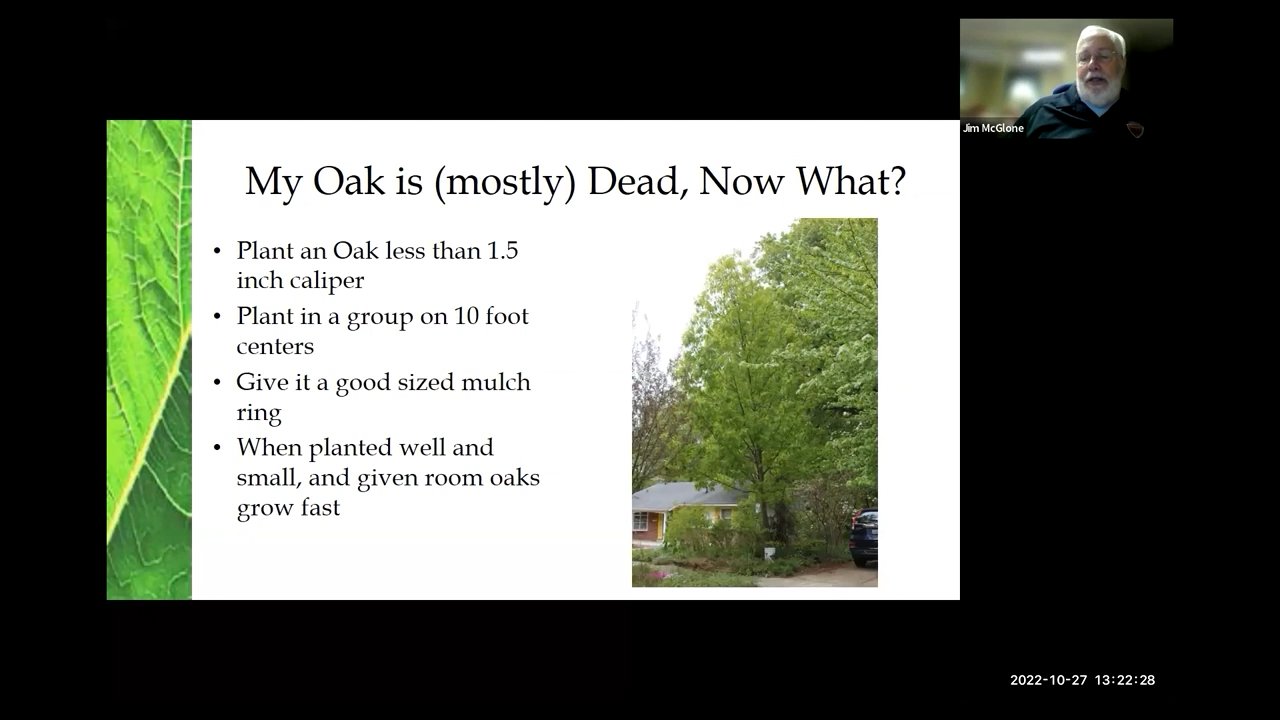 Jim McGlone
My Oak is (mostly) Dead, Now What?
• Plant an Oak less than 1.5
inch caliper
• Plant in a group on 10 foot
centers
• Give it a good sized mulch
ring
• When planted well and
small, and given room oaks
grow fast
2022-10-27 13:22:28